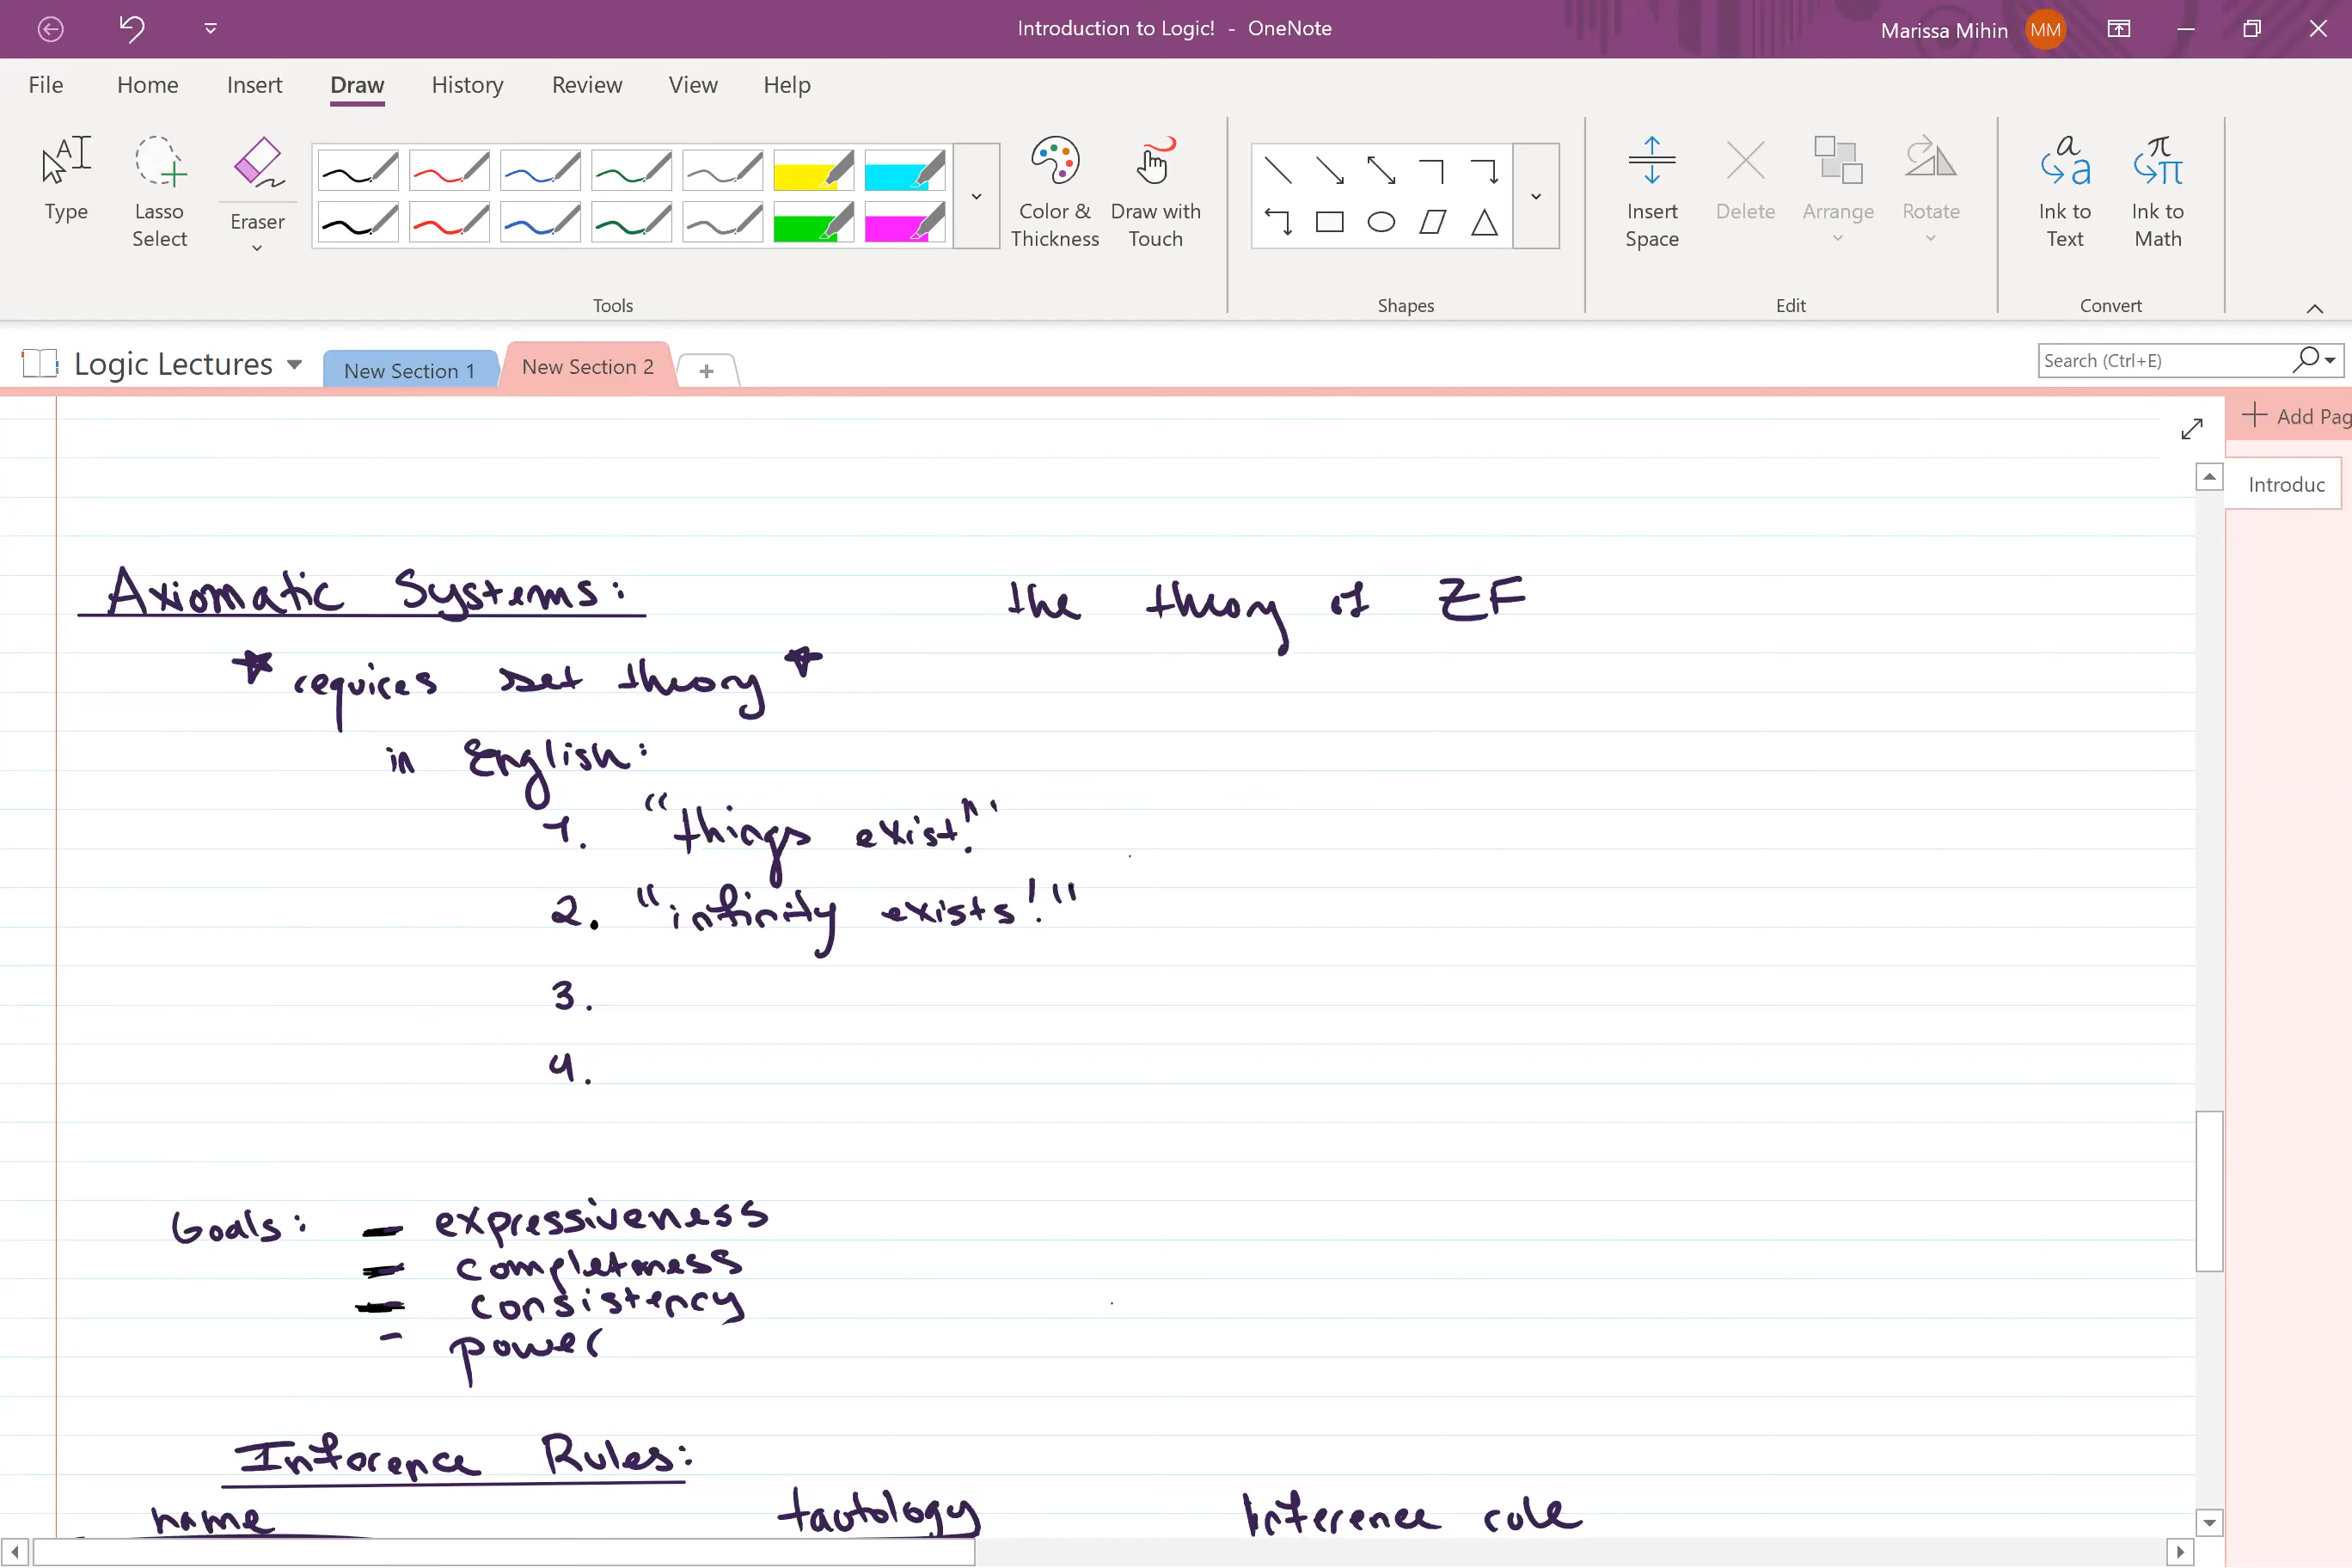 Introduction to Logic! - OneNote
Marissa Mihin MM
File Home Insert Draw History Review View Help
Type
Lasso Select
Eraser
Color & Thickness
Draw with Touch
Insert Space
Delete
Arrange
Rotate
Ink to Text
Ink to Math
Tools Shapes Edit Convert
Logic Lectures New Section 1 New Section 2 +
Search (Ctrl+E)
Add Pag
Introduc
Axiomatic Systems: the theory of ZF
* requires set theory *
in English:
1. "things exist!"
2. "infinity exists!"
3.
4.
Goals: - expressiveness
- completness
- consistency
- power
Inference Rules:
name tautology Inference rule